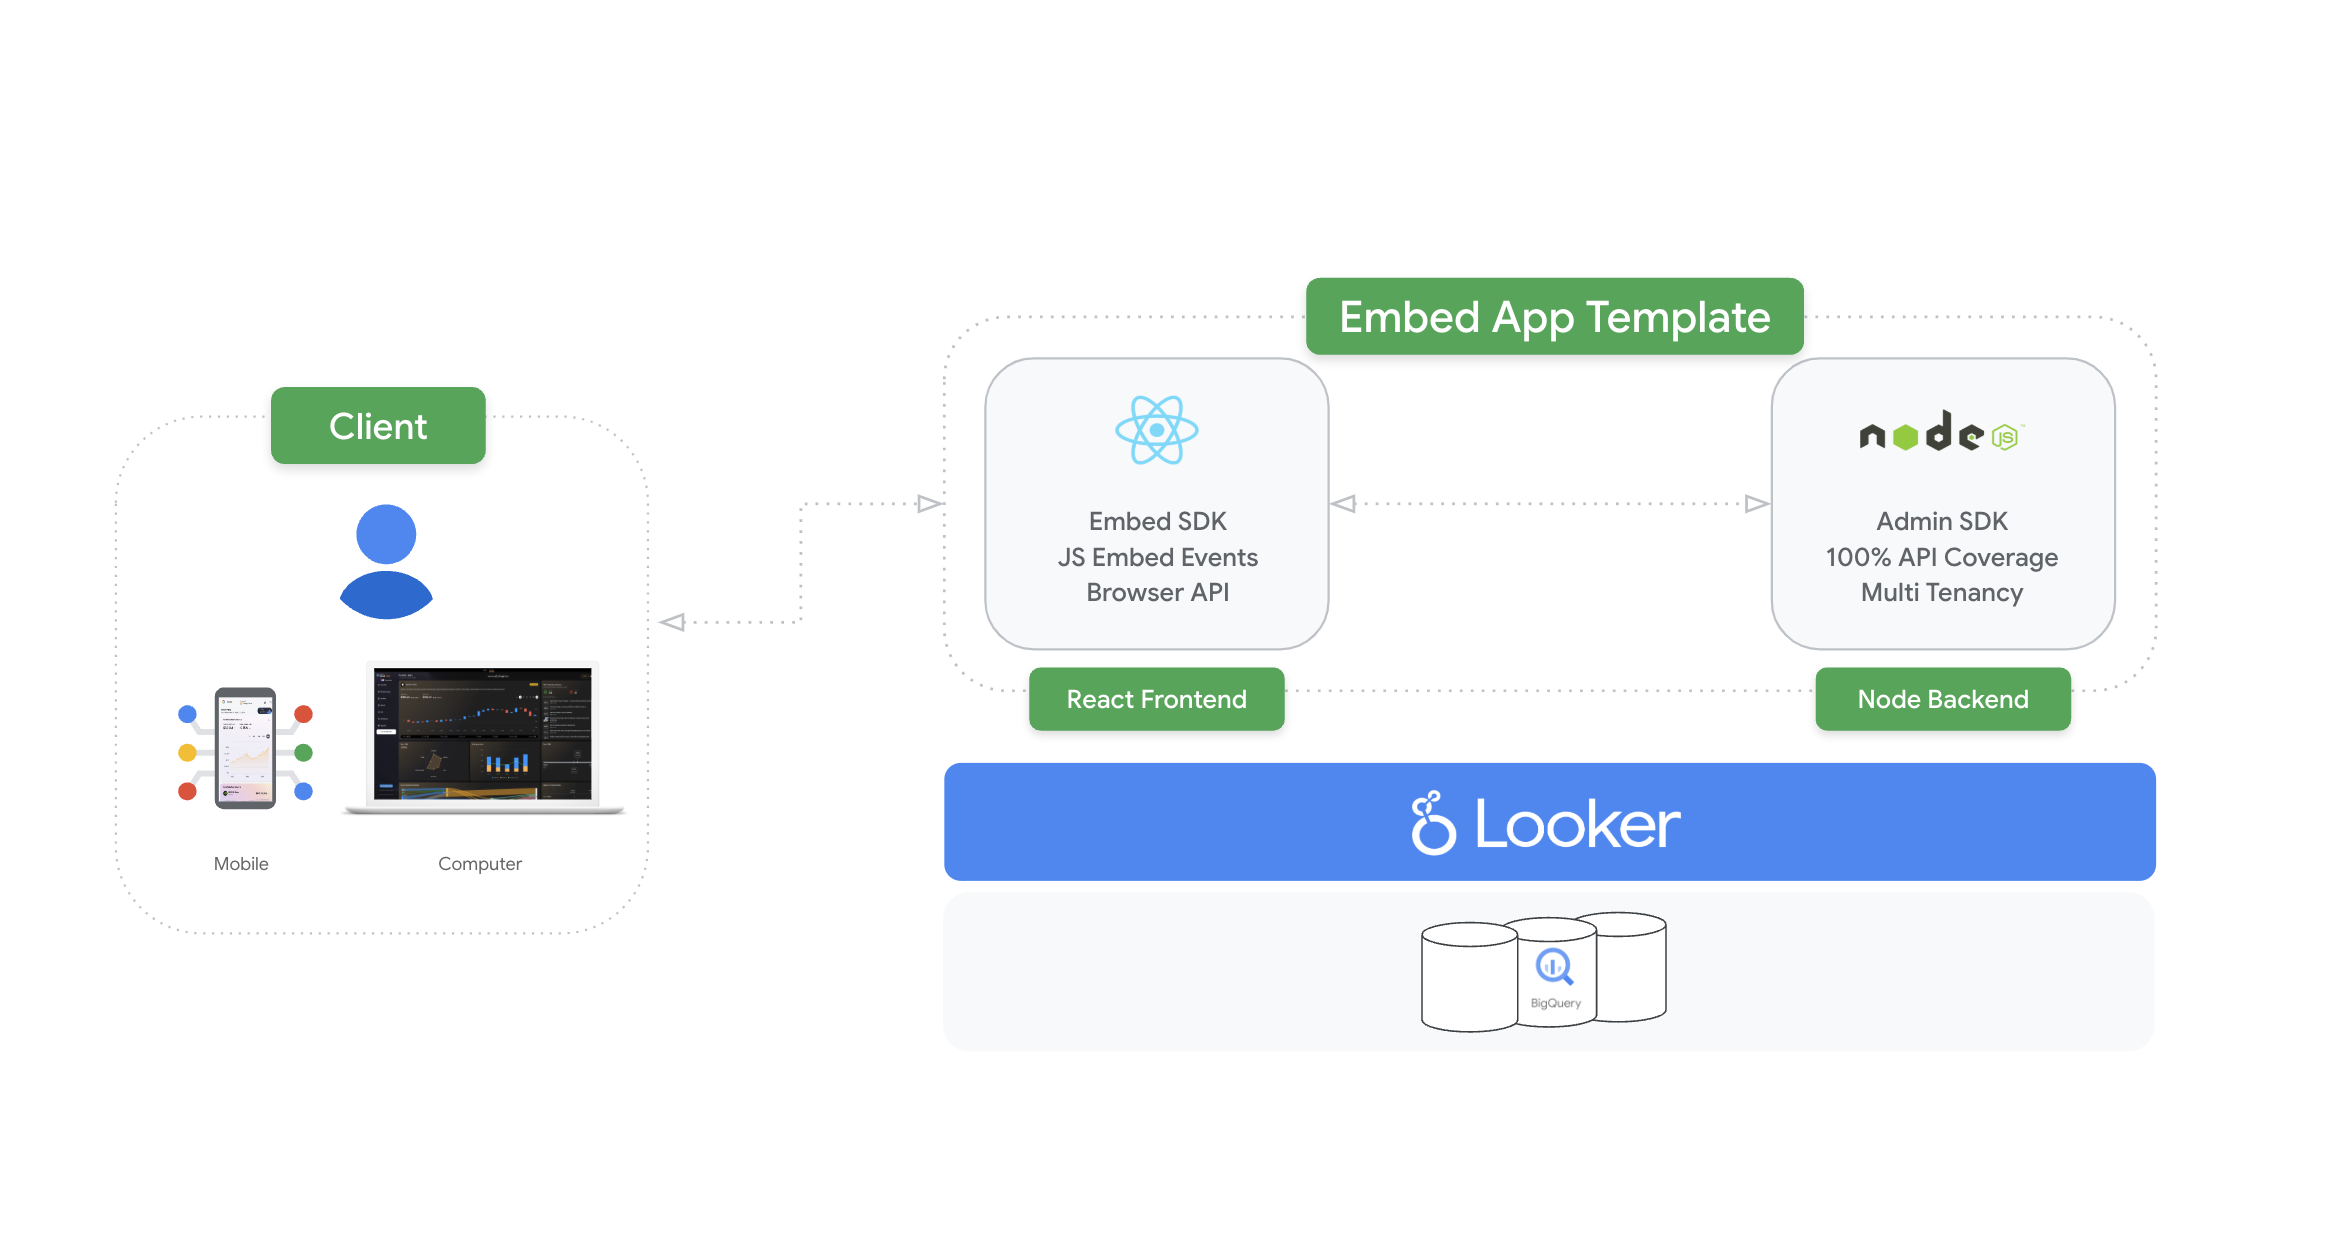 Client
Mobile
Computer
Embed App Template
Embed SDK
JS Embed Events
Browser API
React Frontend
node JS
Admin SDK
100% API Coverage
Multi Tenancy
Node Backend
Looker
BigQuery